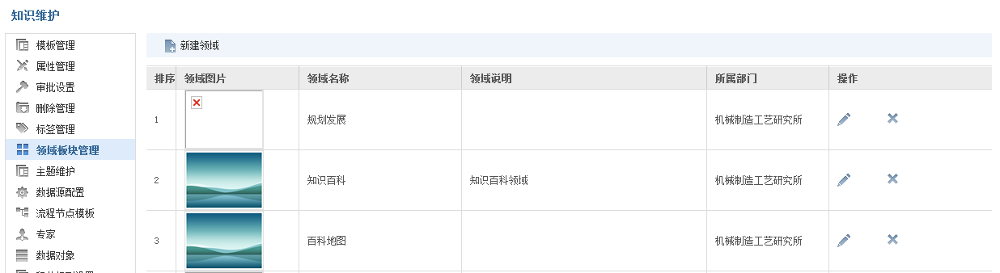 知识维护
模板管理
属性管理
审批设置
删除管理
标签管理
领域板块管理
主题维护
数据源配置
流程节点模板
专家
数据对象
新建领域
排序 领域图片 领域名称 领域说明 所属部门 操作
1 规划发展 机械制造工艺研究所
2 知识百科 知识百科领域 机械制造工艺研究所
3 百科地图 机械制造工艺研究所